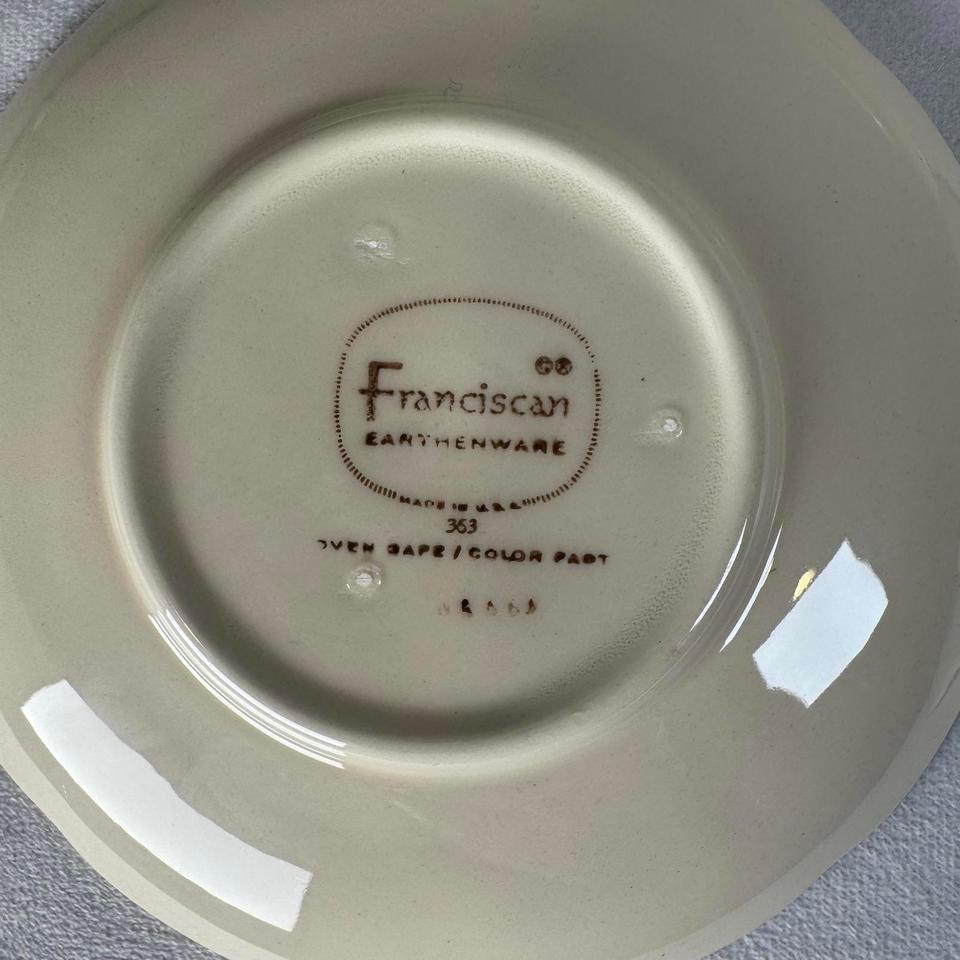 Franciscan
EARTHENWARE
MADE IN U.S.A.
363
OVEN SAFE / COLOR FAST